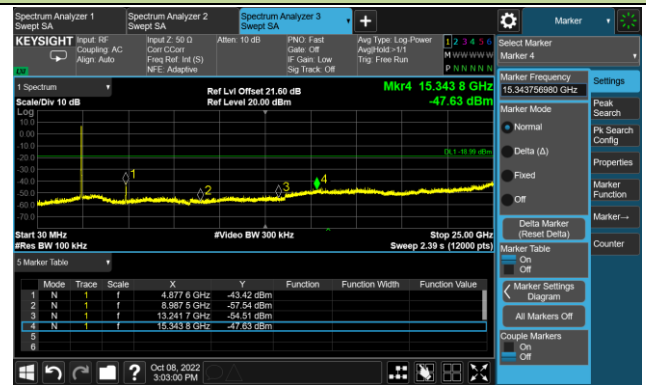 Spectrum Analyzer 1
Swept SA
Spectrum Analyzer 2
Swept SA
Spectrum Analyzer 3
Swept SA
Marker
KEYSIGHT
Input: RF
Coupling: AC
Align: Auto
Input Z: 50 Ω
Corr CCorr
Freq Ref: Int (S)
NFE: Adaptive
Atten: 10 dB
PNO: Fast
Gate: Off
IF Gain: Low
Sig Track: Off
Avg Type: Log-Power
Avg|Hold:>1/1
Trig: Free Run
1 2 3 4 5 6
M W W W W W
P N N N N N
Select Marker
Marker 4
1 Spectrum
Scale/Div 10 dB
Log
Ref Lvl Offset 21.60 dB
Ref Level 20.00 dBm
Mkr4 15.343 8 GHz
-47.63 dBm
10.0
0.00
-10.0
-20.0
-30.0
-40.0
-50.0
-60.0
-70.0
DL1 -18.99 dBm
1
2
3
4
Start 30 MHz
#Res BW 100 kHz
#Video BW 300 kHz
Stop 25.00 GHz
Sweep 2.39 s (12000 pts)
5 Marker Table
Mode Trace Scale X Y Function Function Width Function Value
1 N 1 f 4.877 6 GHz -43.42 dBm
2 N 1 f 8.987 5 GHz -57.54 dBm
3 N 1 f 13.241 7 GHz -54.51 dBm
4 N 1 f 15.343 8 GHz -47.63 dBm
5
6
Marker Frequency
15.343756980 GHz
Marker Mode
Normal
Delta (Δ)
Fixed
Off
Delta Marker
(Reset Delta)
Marker Table
On
Off
Marker Settings
Diagram
All Markers Off
Couple Markers
On
Off
Settings
Peak
Search
Pk Search
Config
Properties
Marker
Function
Marker→
Counter
?
Oct 08, 2022
3:03:00 PM